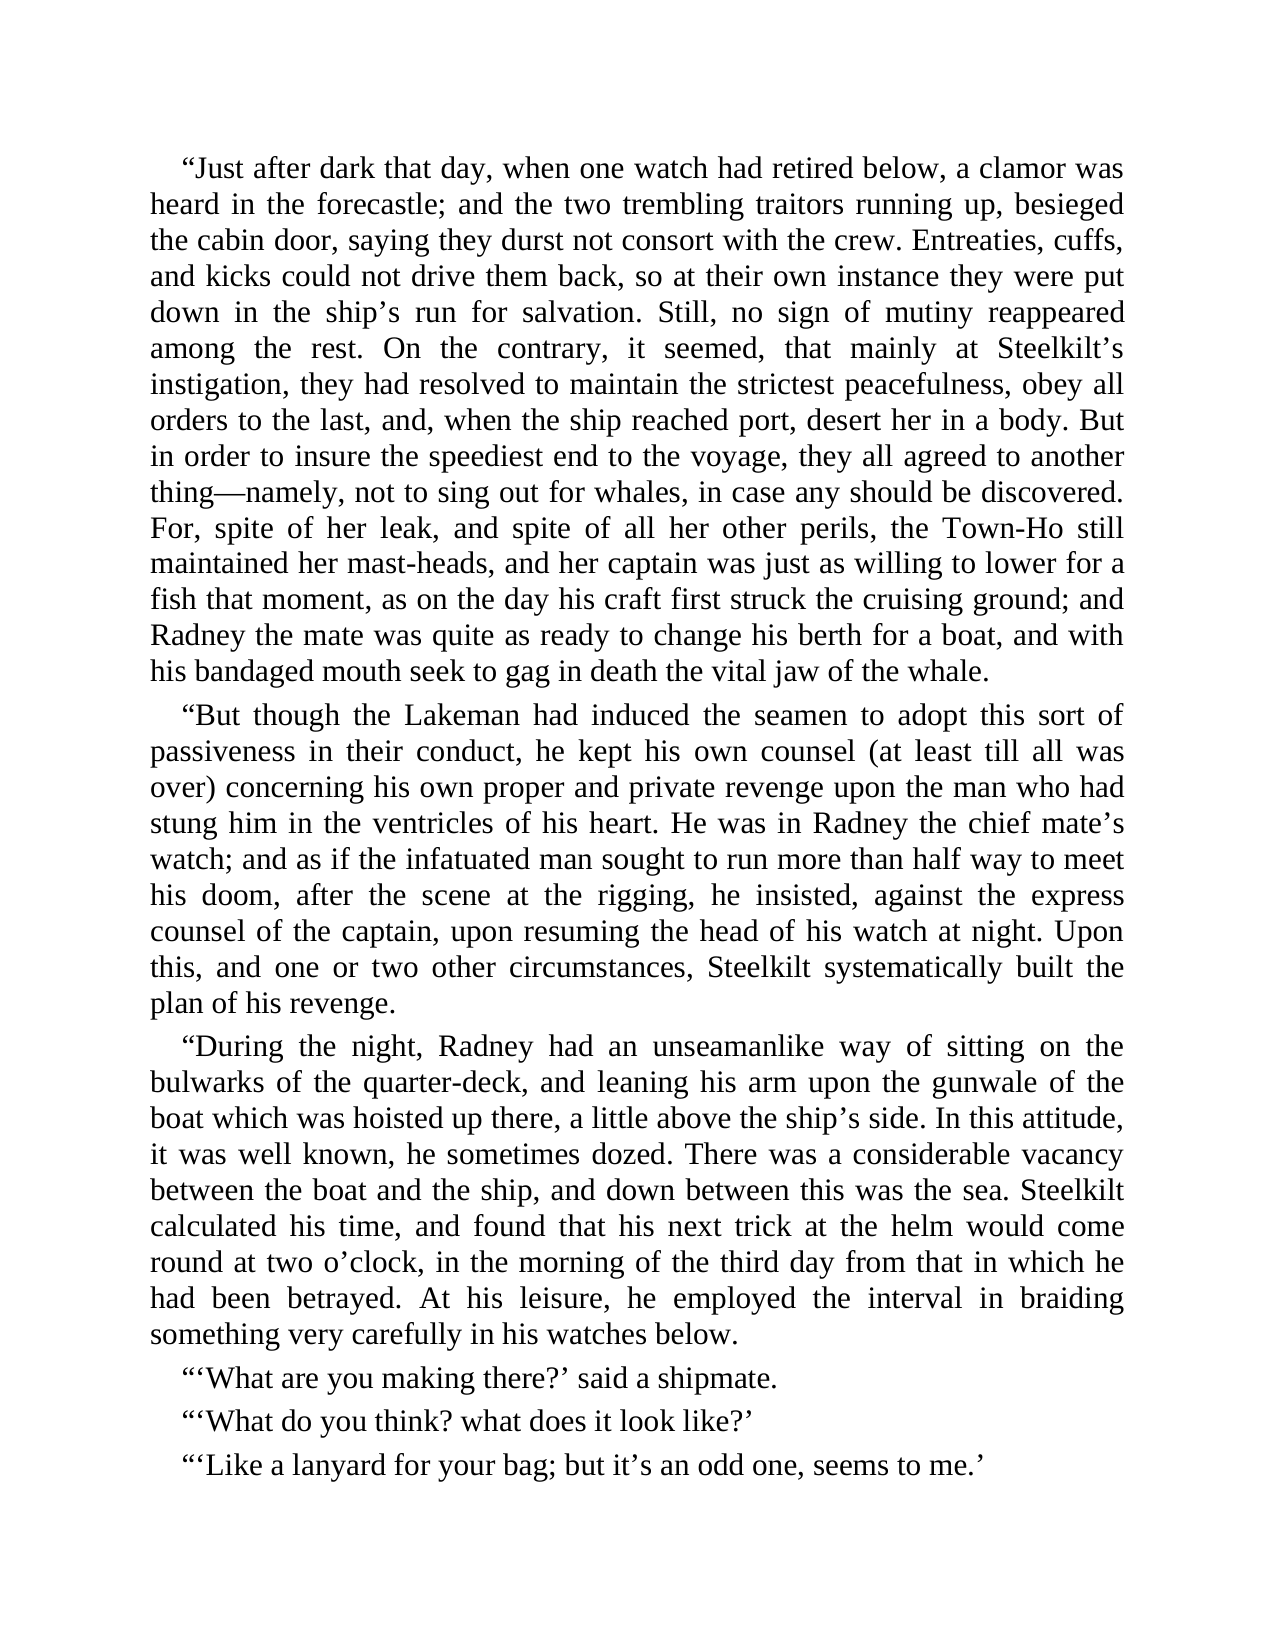 “Just after dark that day, when one watch had retired below, a clamor was
heard in the forecastle; and the two trembling traitors running up, besieged
the cabin door, saying they durst not consort with the crew. Entreaties, cuffs,
and kicks could not drive them back, so at their own instance they were put
down in the ship’s run for salvation. Still, no sign of mutiny reappeared
among the rest. On the contrary, it seemed, that mainly at Steelkilt’s
instigation, they had resolved to maintain the strictest peacefulness, obey all
orders to the last, and, when the ship reached port, desert her in a body. But
in order to insure the speediest end to the voyage, they all agreed to another
thing—namely, not to sing out for whales, in case any should be discovered.
For, spite of her leak, and spite of all her other perils, the Town-Ho still
maintained her mast-heads, and her captain was just as willing to lower for a
fish that moment, as on the day his craft first struck the cruising ground; and
Radney the mate was quite as ready to change his berth for a boat, and with
his bandaged mouth seek to gag in death the vital jaw of the whale.
“But though the Lakeman had induced the seamen to adopt this sort of
passiveness in their conduct, he kept his own counsel (at least till all was
over) concerning his own proper and private revenge upon the man who had
stung him in the ventricles of his heart. He was in Radney the chief mate’s
watch; and as if the infatuated man sought to run more than half way to meet
his doom, after the scene at the rigging, he insisted, against the express
counsel of the captain, upon resuming the head of his watch at night. Upon
this, and one or two other circumstances, Steelkilt systematically built the
plan of his revenge.
“During the night, Radney had an unseamanlike way of sitting on the
bulwarks of the quarter-deck, and leaning his arm upon the gunwale of the
boat which was hoisted up there, a little above the ship’s side. In this attitude,
it was well known, he sometimes dozed. There was a considerable vacancy
between the boat and the ship, and down between this was the sea. Steelkilt
calculated his time, and found that his next trick at the helm would come
round at two o’clock, in the morning of the third day from that in which he
had been betrayed. At his leisure, he employed the interval in braiding
something very carefully in his watches below.
“‘What are you making there?’ said a shipmate.
“‘What do you think? what does it look like?’
“‘Like a lanyard for your bag; but it’s an odd one, seems to me.’